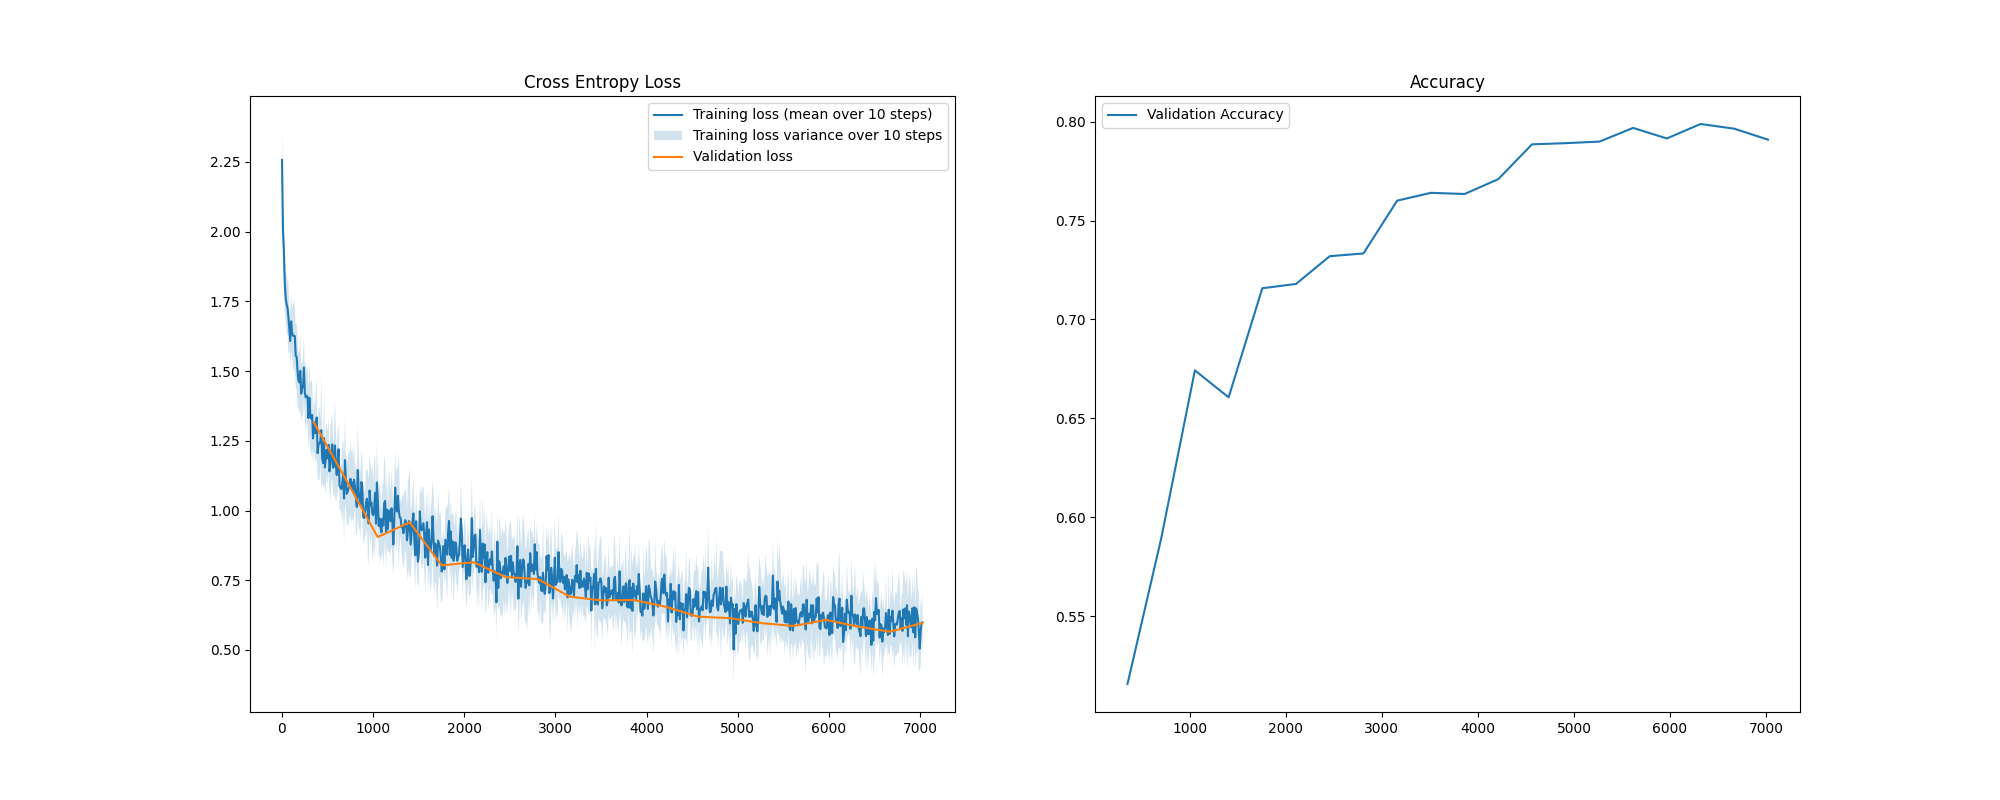 Cross Entropy Loss
Training loss (mean over 10 steps)
Training loss variance over 10 steps
Validation loss
2.25
2.00
1.75
1.50
1.25
1.00
0.75
0.50
0 1000 2000 3000 4000 5000 6000 7000
Accuracy
Validation Accuracy
0.80
0.75
0.70
0.65
0.60
0.55
1000 2000 3000 4000 5000 6000 7000